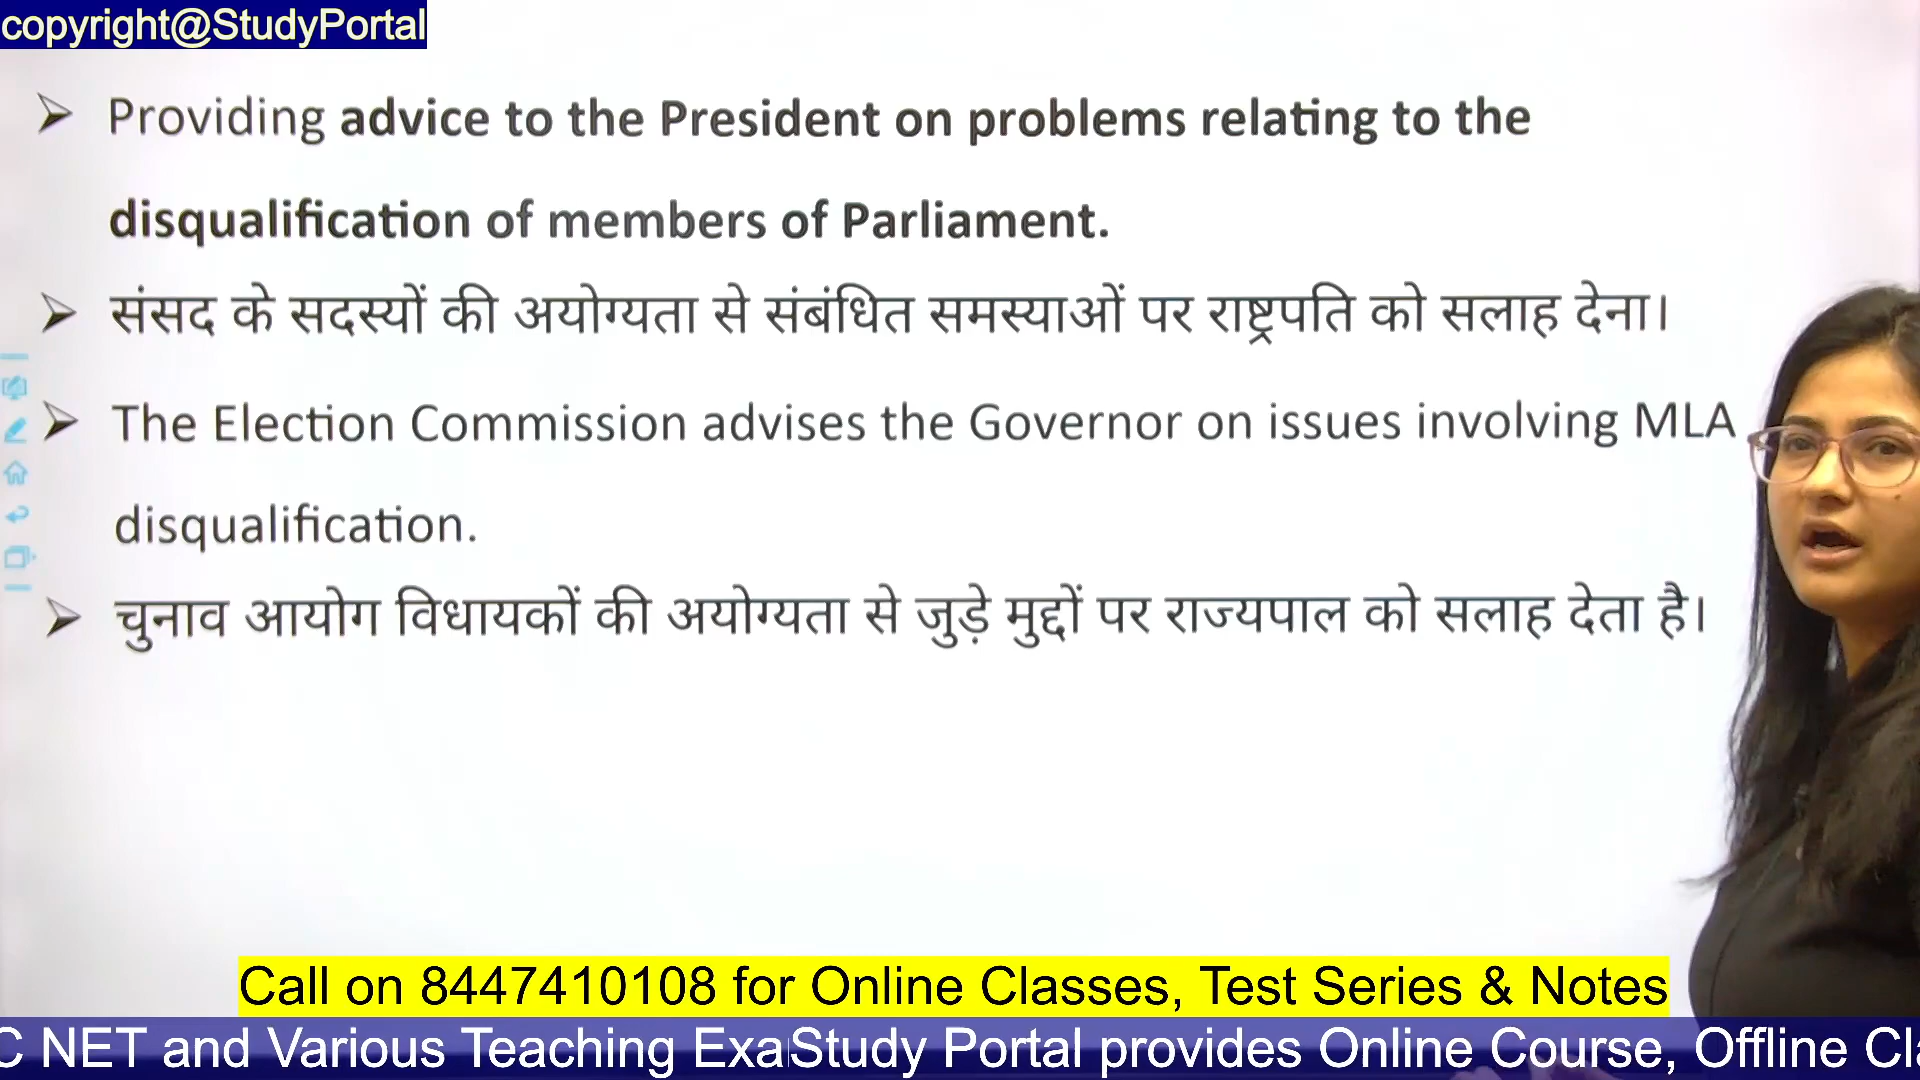 copyright@StudyPortal
Providing advice to the President on problems relating to the
disqualification of members of Parliament.
संसद के सदस्यों की अयोग्यता से संबंधित समस्याओं पर राष्ट्रपति को सलाह देना।
The Election Commission advises the Governor on issues involving MLA
disqualification.
चुनाव आयोग विधायकों की अयोग्यता से जुड़े मुद्दों पर राज्यपाल को सलाह देता है।
Call on 8447410108 for Online Classes, Test Series & Notes
C NET and Various Teaching Exa Study Portal provides Online Course, Offline Cla